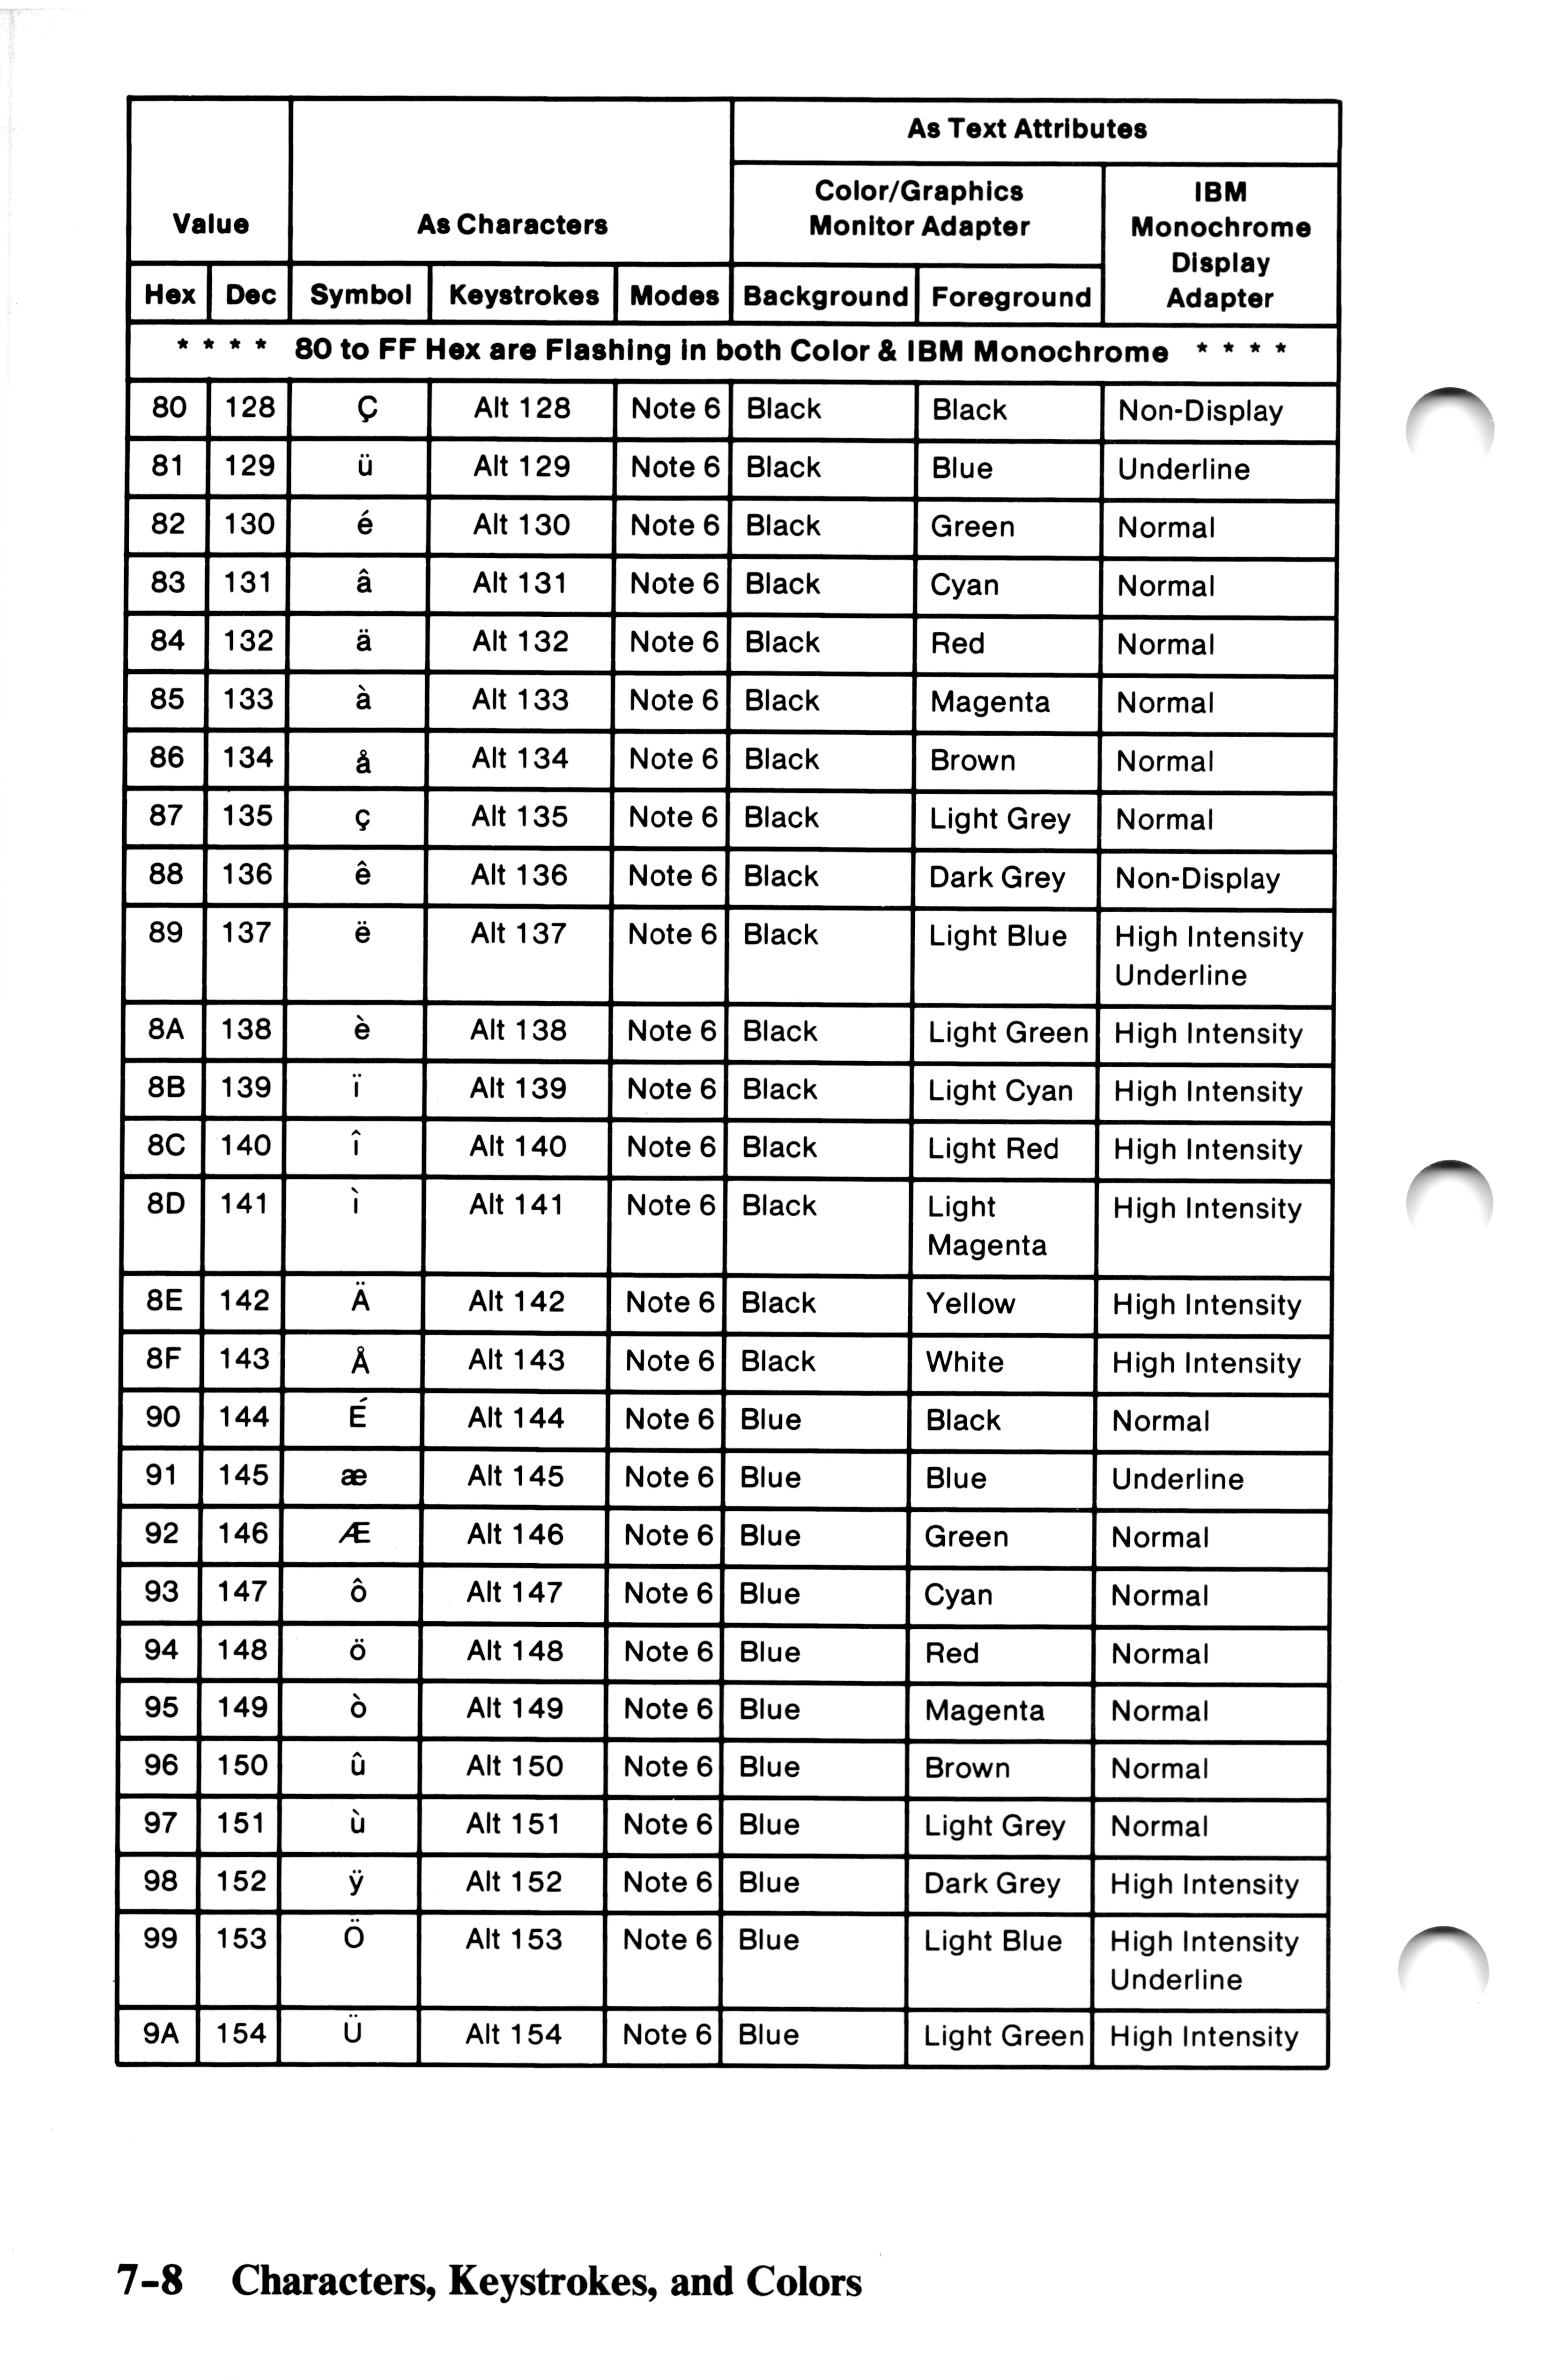 As Text Attributes
Value As Characters Color/Graphics Monitor Adapter IBM Monochrome Display Adapter
Hex Dec Symbol Keystrokes Modes Background Foreground
* * * * 80 to FF Hex are Flashing in both Color & IBM Monochrome * * * *
80 128 Ç Alt 128 Note 6 Black Black Non-Display
81 129 ü Alt 129 Note 6 Black Blue Underline
82 130 é Alt 130 Note 6 Black Green Normal
83 131 â Alt 131 Note 6 Black Cyan Normal
84 132 ä Alt 132 Note 6 Black Red Normal
85 133 à Alt 133 Note 6 Black Magenta Normal
86 134 å Alt 134 Note 6 Black Brown Normal
87 135 ç Alt 135 Note 6 Black Light Grey Normal
88 136 ê Alt 136 Note 6 Black Dark Grey Non-Display
89 137 ë Alt 137 Note 6 Black Light Blue High Intensity
Underline
8A 138 è Alt 138 Note 6 Black Light Green High Intensity
8B 139 ï Alt 139 Note 6 Black Light Cyan High Intensity
8C 140 î Alt 140 Note 6 Black Light Red High Intensity
8D 141 ì Alt 141 Note 6 Black Light High Intensity
Magenta
8E 142 Ä Alt 142 Note 6 Black Yellow High Intensity
8F 143 Å Alt 143 Note 6 Black White High Intensity
90 144 É Alt 144 Note 6 Blue Black Normal
91 145 æ Alt 145 Note 6 Blue Blue Underline
92 146 Æ Alt 146 Note 6 Blue Green Normal
93 147 ô Alt 147 Note 6 Blue Cyan Normal
94 148 ö Alt 148 Note 6 Blue Red Normal
95 149 ò Alt 149 Note 6 Blue Magenta Normal
96 150 û Alt 150 Note 6 Blue Brown Normal
97 151 ù Alt 151 Note 6 Blue Light Grey Normal
98 152 ÿ Alt 152 Note 6 Blue Dark Grey High Intensity
99 153 Ö Alt 153 Note 6 Blue Light Blue High Intensity
Underline
9A 154 Ü Alt 154 Note 6 Blue Light Green High Intensity
7-8 Characters, Keystrokes, and Colors